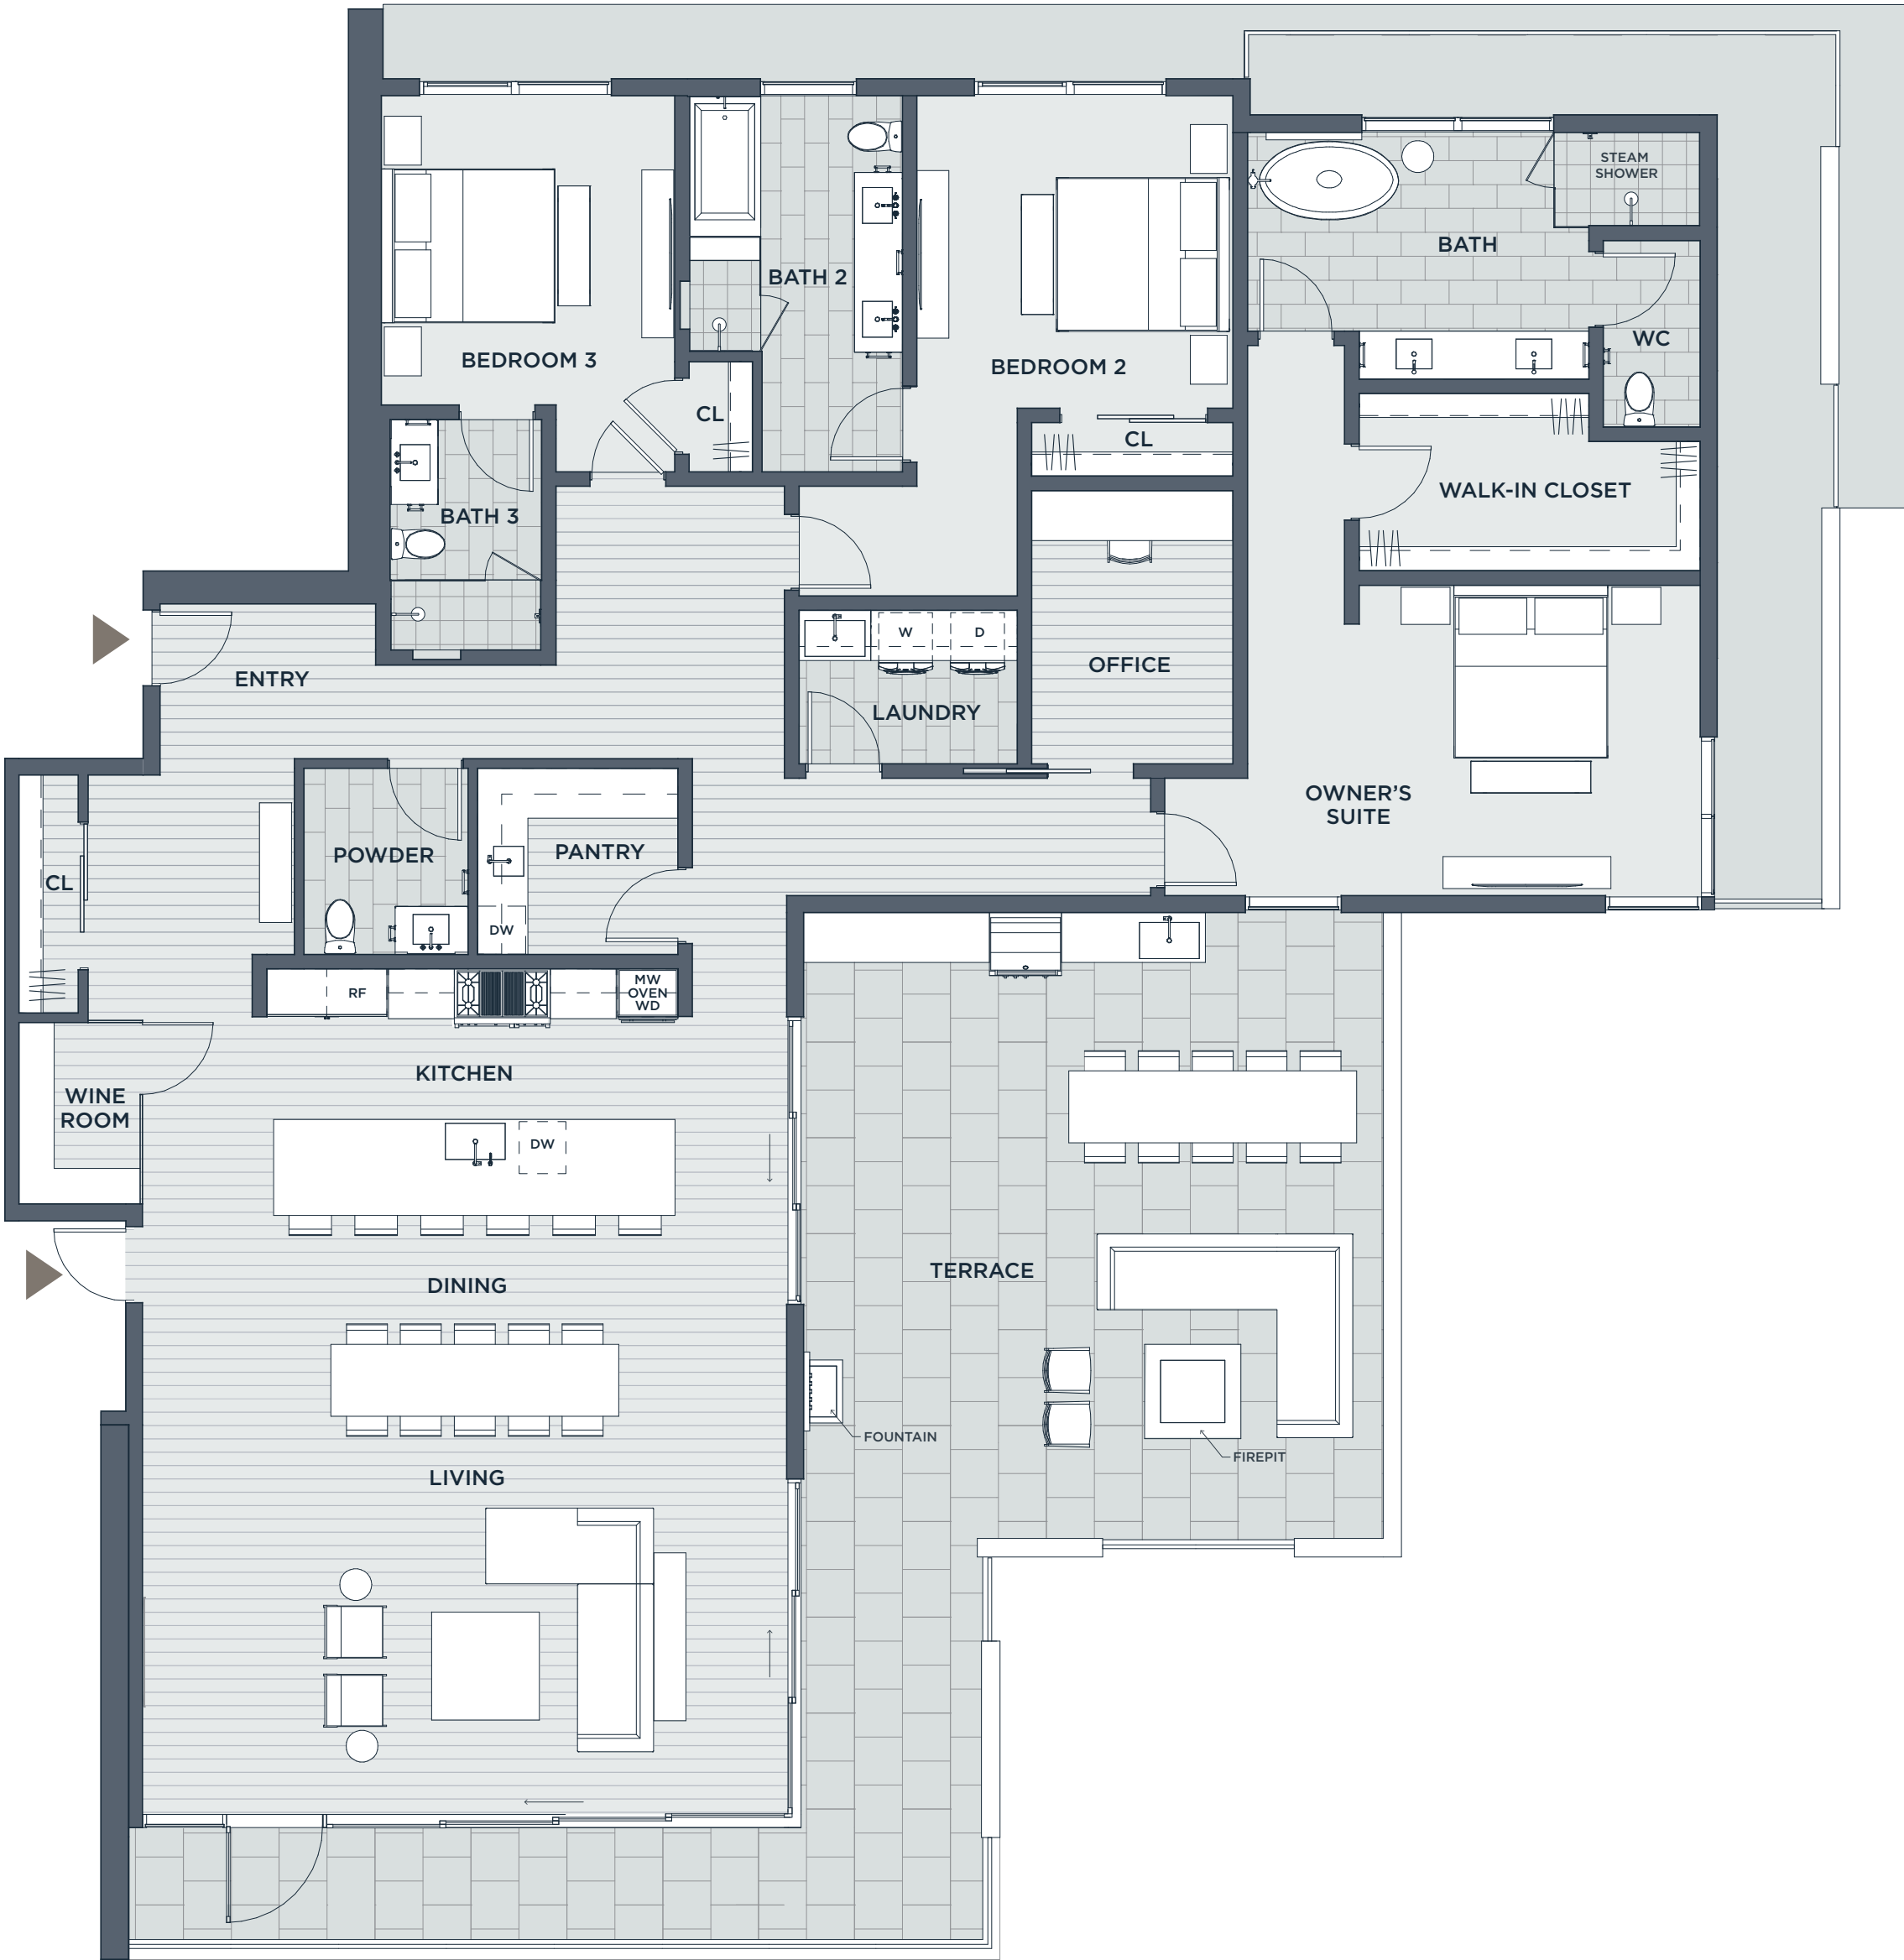 STEAM
SHOWER
BATH
BATH 2
WC
BEDROOM 3
BEDROOM 2
CL
CL
WALK-IN CLOSET
BATH 3
W
D
OFFICE
ENTRY
LAUNDRY
OWNER'S
SUITE
POWDER
PANTRY
CL
DW
RF
MW
OVEN
WD
KITCHEN
WINE
ROOM
DW
TERRACE
DINING
FOUNTAIN
FIREPIT
LIVING